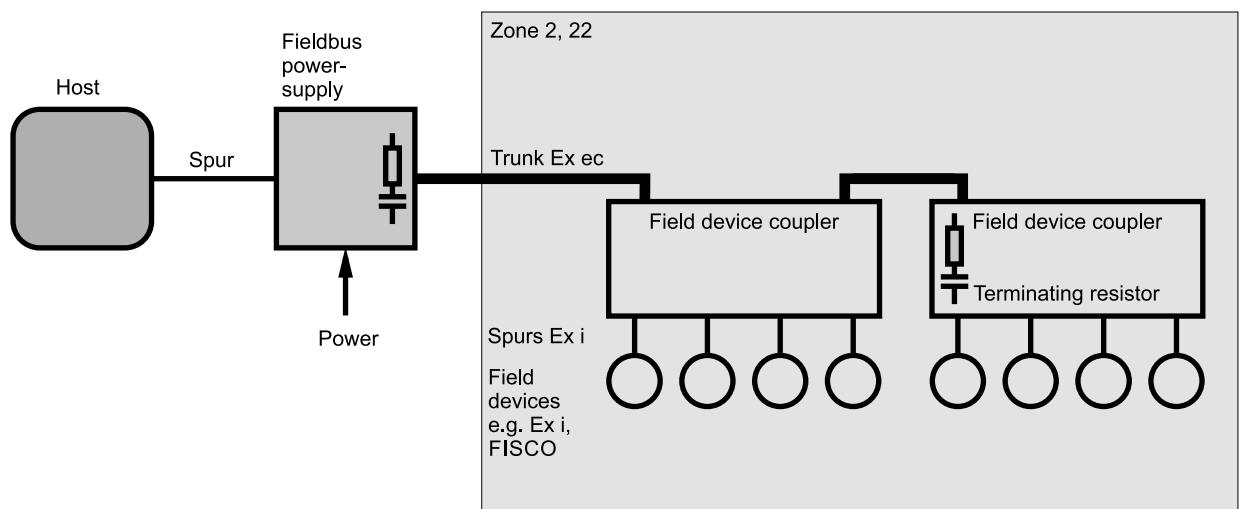 Zone 2, 22
Fieldbus
power-
supply
Host
Spur
Trunk Ex ec
Field device coupler
Field device coupler
Terminating resistor
Power
Spurs Ex i
Field
devices
e.g. Ex i,
FISCO